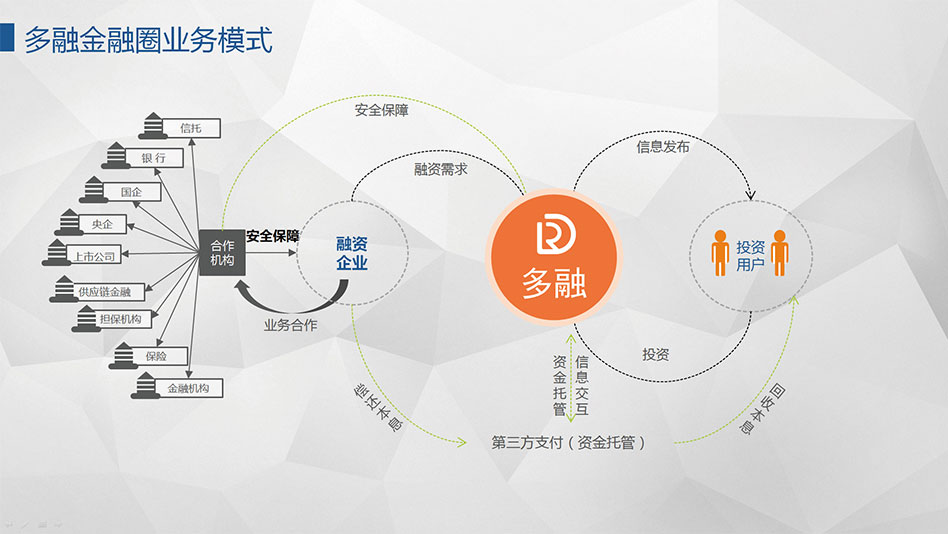 多融金融圈业务模式
安全保障
信托
银 行
国企
央企
上市公司
供应链金融
担保机构
保险
金融机构
合作
机构
安全保障
业务合作
融资
企业
融资需求
多融
信息发布
投资
用户
投资
资金托管
信息交互
偿还本息
第三方支付（资金托管）
回收本息